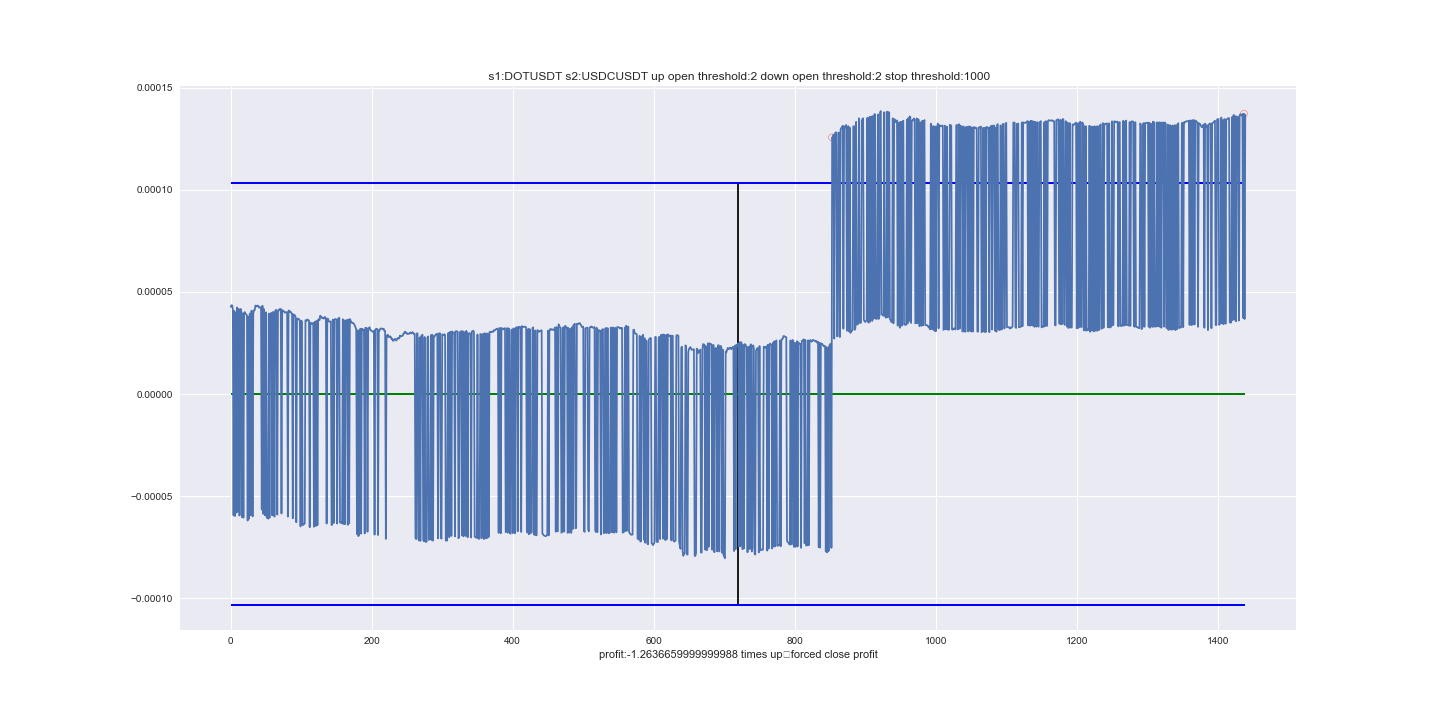 s1:DOTUSDT s2:USDCUSDT up open threshold:2 down open threshold:2 stop threshold:1000
0.00015
0.00010
0.00005
0.00000
−0.00005
−0.00010
0 200 400 600 800 1000 1200 1400
profit:-1.2636659999999988 times up□forced close profit